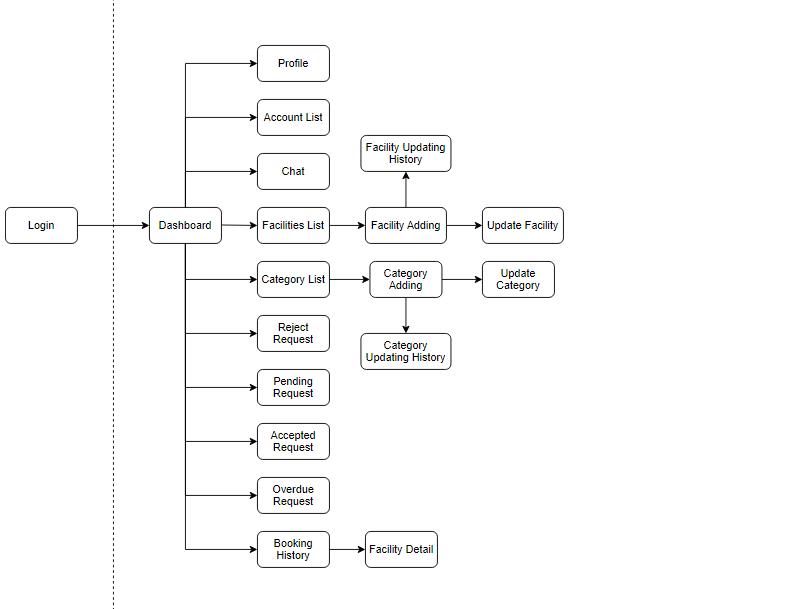 Profile
Account List
Chat
Facility Updating
History
Login
Dashboard
Facilities List
Facility Adding
Update Facility
Category List
Category
Adding
Update
Category
Reject
Request
Category
Updating History
Pending
Request
Accepted
Request
Overdue
Request
Booking
History
Facility Detail